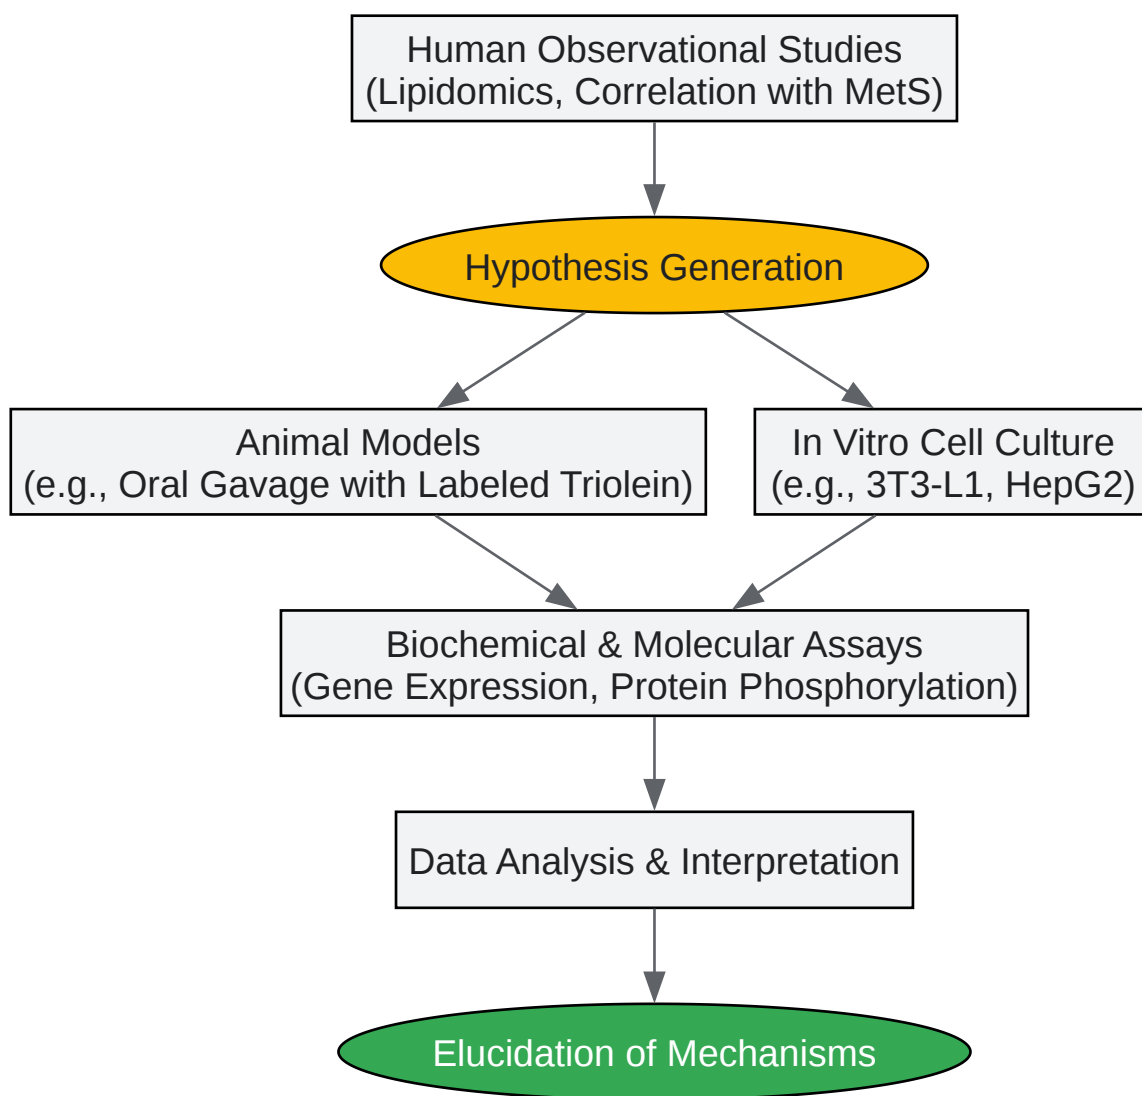 Human Observational Studies
(Lipidomics, Correlation with MetS)
Hypothesis Generation
Animal Models
(e.g., Oral Gavage with Labeled Triolein)
In Vitro Cell Culture
(e.g., 3T3-L1, HepG2)
Biochemical & Molecular Assays
(Gene Expression, Protein Phosphorylation)
Data Analysis & Interpretation
Elucidation of Mechanisms